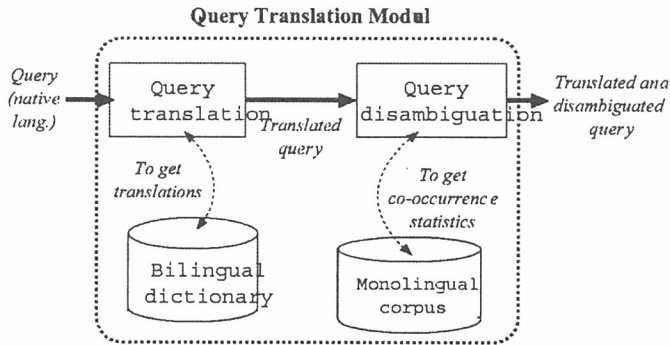 Query Translation Modul
Query
(native
lang.)
Query
translation
Translated
query
Query
disambiguation
Translated ana
disambiguated
query
To get
translations
To get
co-occurrence
statistics
Bilingual
dictionary
Monolingual
corpus